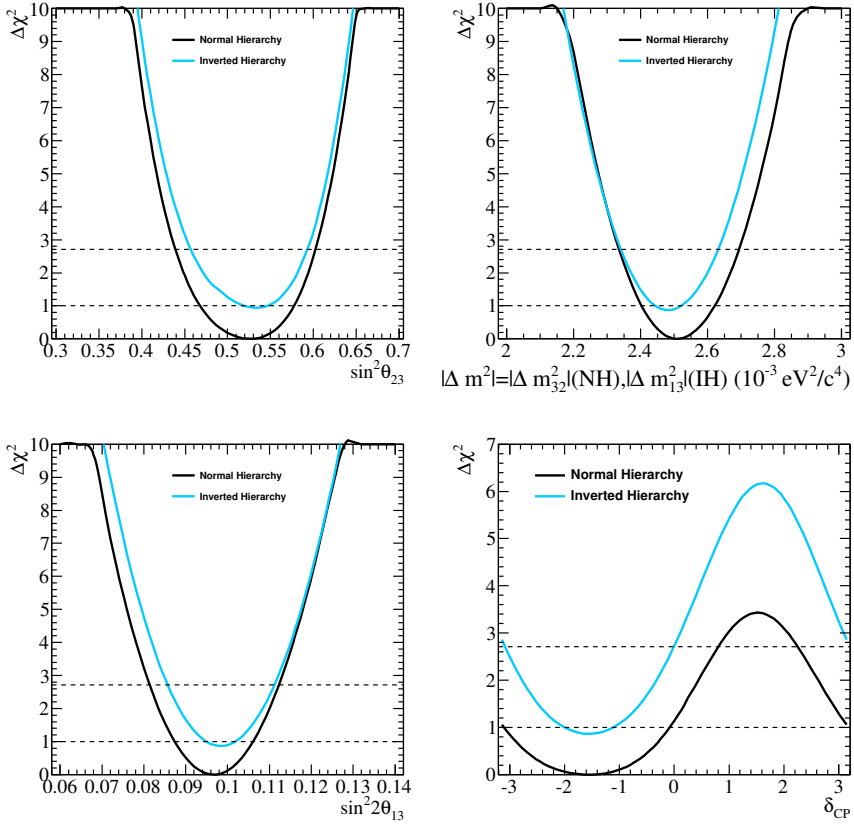 Δχ²
10
9
8
7
6
5
4
3
2
1
0
Normal Hierarchy
Inverted Hierarchy
0.3 0.35 0.4 0.45 0.5 0.55 0.6 0.65 0.7
sin²θ₂₃
Δχ²
10
9
8
7
6
5
4
3
2
1
0
Normal Hierarchy
Inverted Hierarchy
2 2.2 2.4 2.6 2.8 3
|Δ m²|=|Δ m²₃₂|(NH),|Δ m²₁₃|(IH) (10⁻³ eV²/c⁴)
Δχ²
10
9
8
7
6
5
4
3
2
1
0
Normal Hierarchy
Inverted Hierarchy
0.06 0.07 0.08 0.09 0.1 0.11 0.12 0.13 0.14
sin²2θ₁₃
Δχ²
7
6
5
4
3
2
1
0
Normal Hierarchy
Inverted Hierarchy
-3 -2 -1 0 1 2 3
δCP